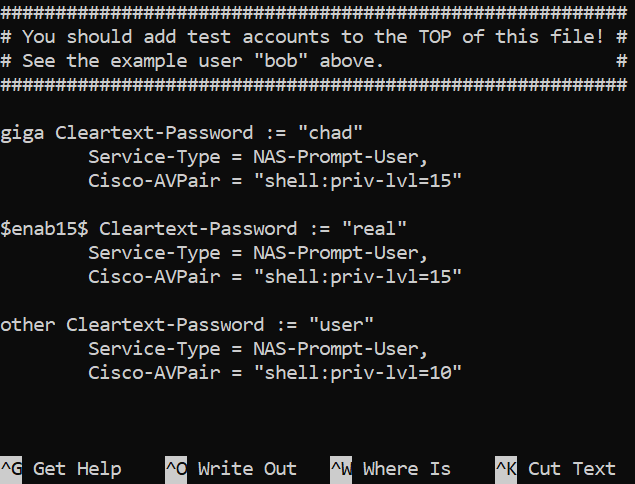 #########################################################
# You should add test accounts to the TOP of this file! #
# See the example user "bob" above.                     #
#########################################################

giga Cleartext-Password := "chad"
        Service-Type = NAS-Prompt-User,
        Cisco-AVPair = "shell:priv-lvl=15"

$enab15$ Cleartext-Password := "real"
        Service-Type = NAS-Prompt-User,
        Cisco-AVPair = "shell:priv-lvl=15"

other Cleartext-Password := "user"
        Service-Type = NAS-Prompt-User,
        Cisco-AVPair = "shell:priv-lvl=10"

^G Get Help    ^O Write Out   ^W Where Is    ^K Cut Text